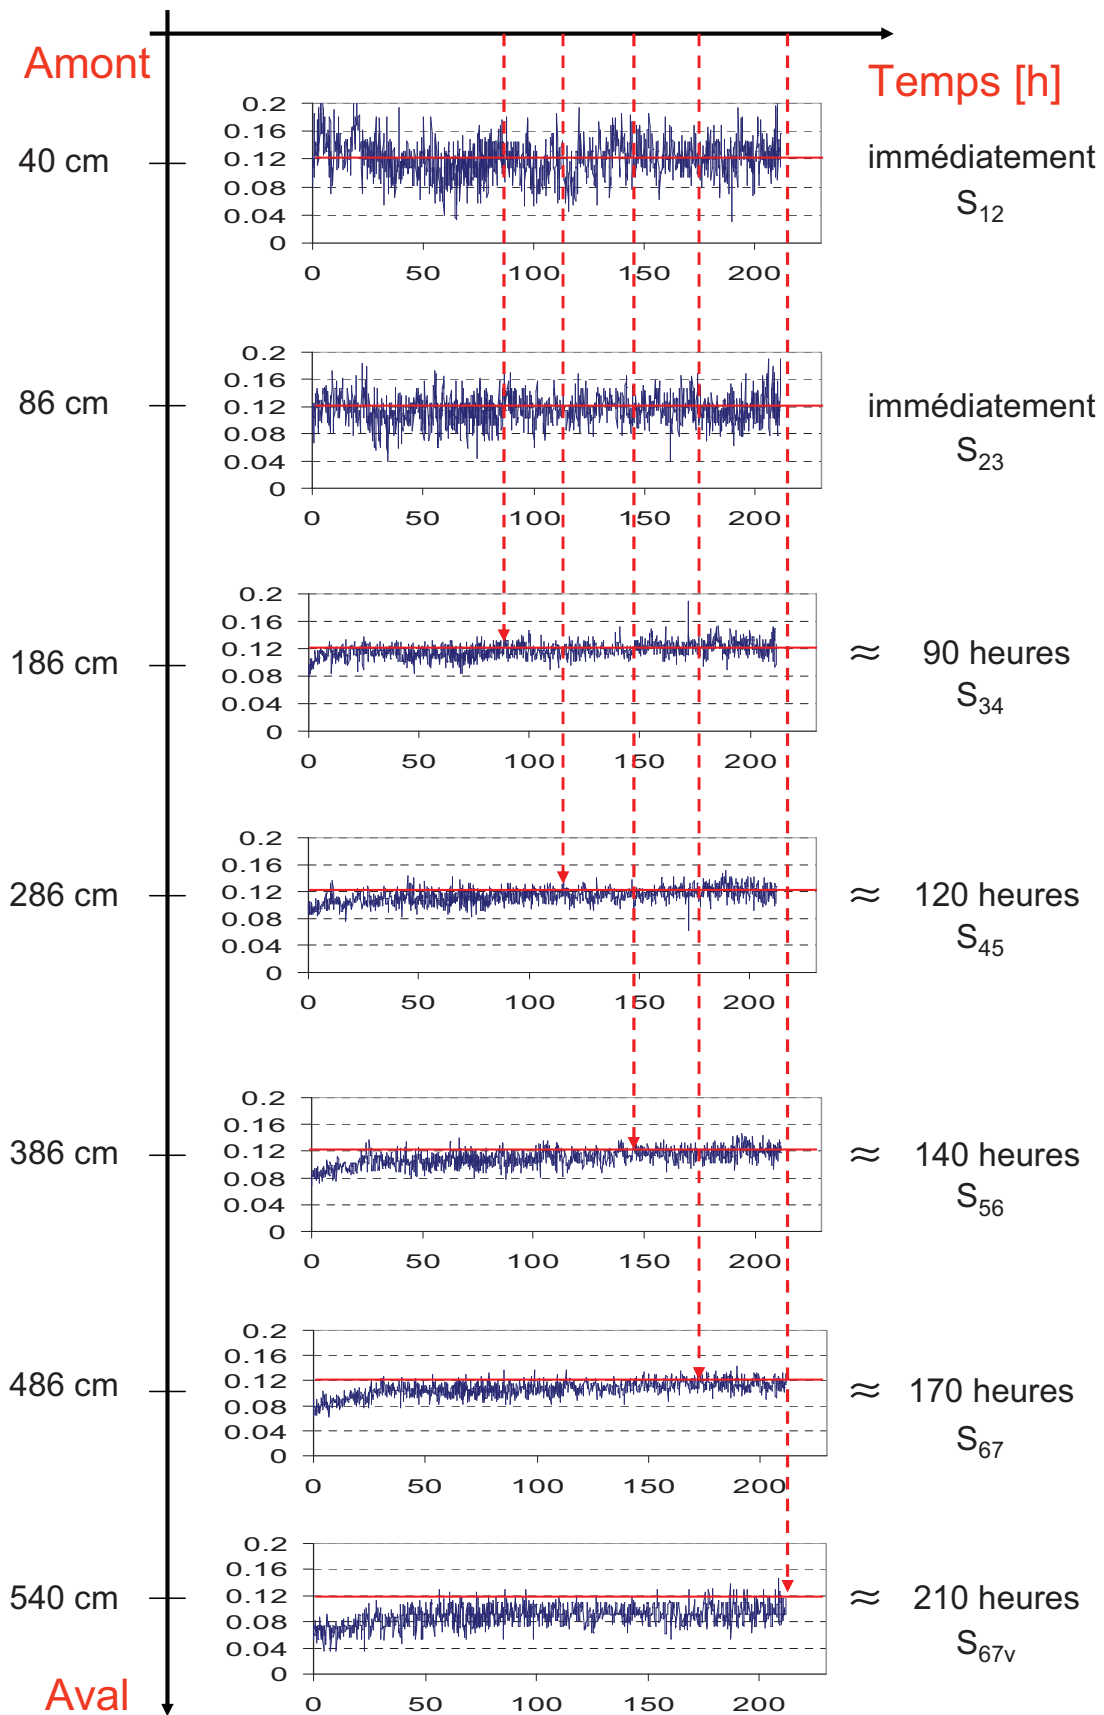 Amont
Temps [h]
0.2
0.16
0.12
0.08
0.04
0
0 50 100 150 200
40 cm
immédiatement
S12
0.2
0.16
0.12
0.08
0.04
0
0 50 100 150 200
86 cm
immédiatement
S23
0.2
0.16
0.12
0.08
0.04
0
0 50 100 150 200
186 cm
≈ 90 heures
S34
0.2
0.16
0.12
0.08
0.04
0
0 50 100 150 200
286 cm
≈ 120 heures
S45
0.2
0.16
0.12
0.08
0.04
0
0 50 100 150 200
386 cm
≈ 140 heures
S56
0.2
0.16
0.12
0.08
0.04
0
0 50 100 150 200
486 cm
≈ 170 heures
S67
0.2
0.16
0.12
0.08
0.04
0
0 50 100 150 200
540 cm
≈ 210 heures
S67v
Aval